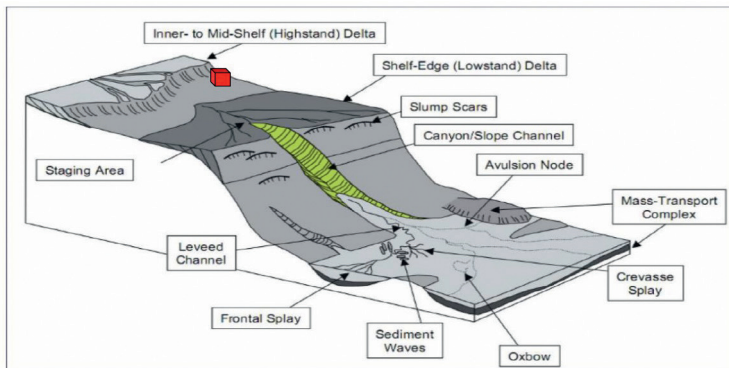 Inner- to Mid-Shelf (Highstand) Delta
Shelf-Edge (Lowstand) Delta
Slump Scars
Canyon/Slope Channel
Avulsion Node
Staging Area
Mass-Transport
Complex
Leveed
Channel
Crevasse
Splay
Frontal Splay
Sediment
Waves
Oxbow